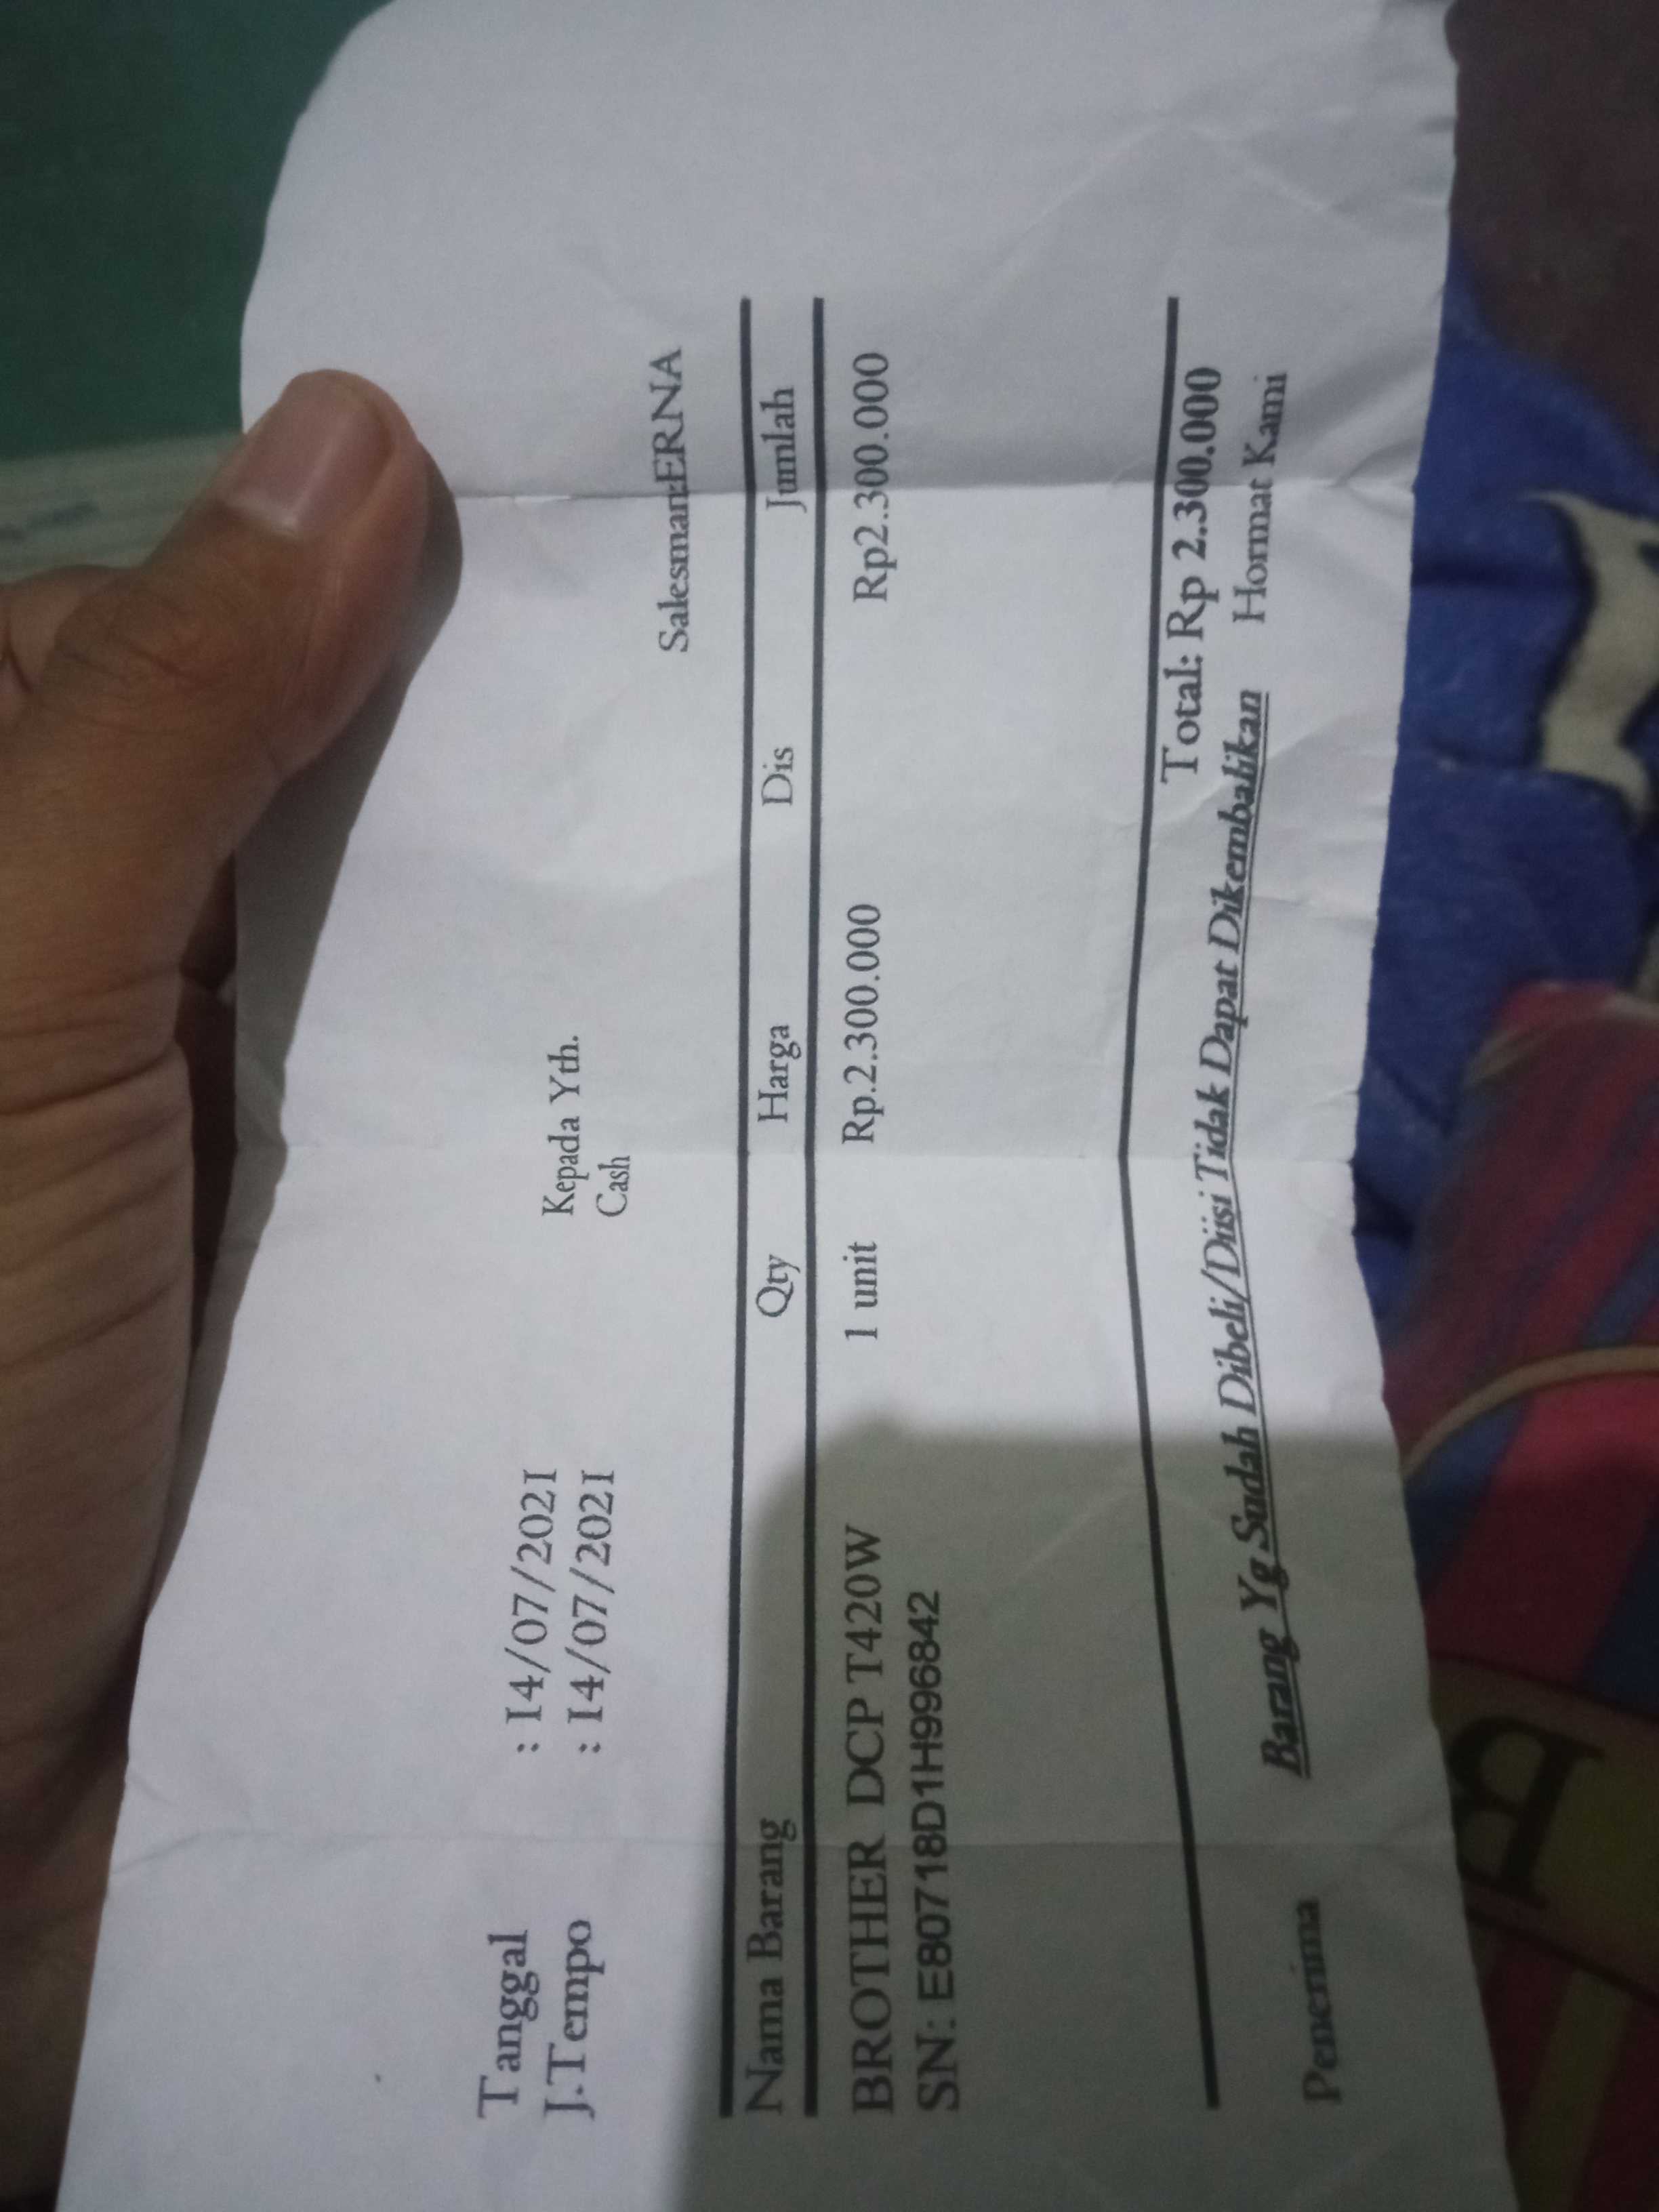 Tanggal : 14/07/2021
J.Tempo : 14/07/2021
Kepada Yth.
Cash
Salesman:ERNA
Nama Barang Qty Harga Dis Jumlah
BROTHER DCP T420W 1 unit Rp.2.300.000 Rp2.300.000
SN: E80718D1H996842
Total: Rp 2.300.000
Penerima Barang Yg Sudah Dibeli/Diisi Tidak Dapat Dikembalikan Hormat Kami